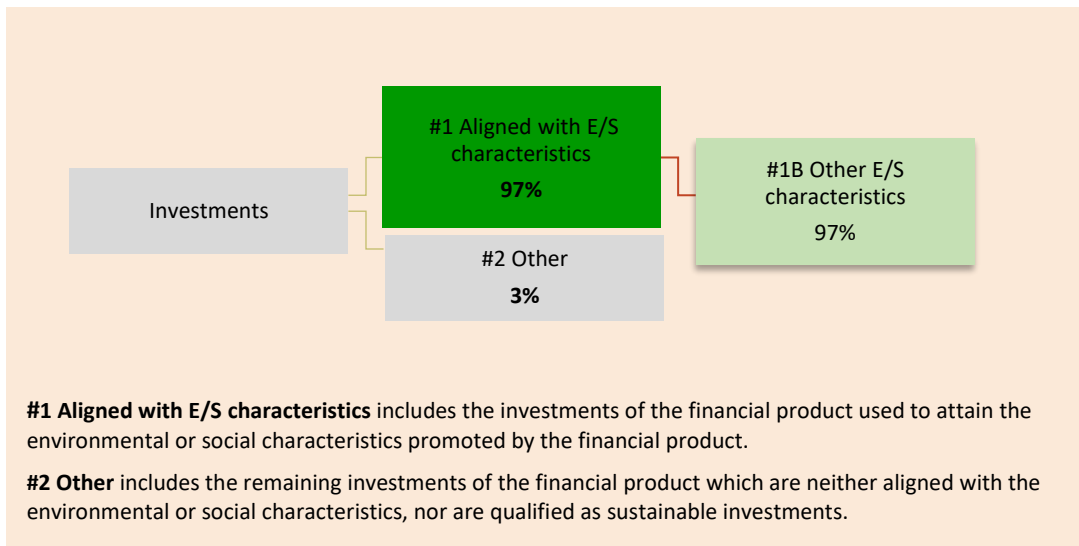 #1 Aligned with E/S
characteristics
97%
Investments
#1B Other E/S
characteristics
97%
#2 Other
3%
#1 Aligned with E/S characteristics includes the investments of the financial product used to attain the
environmental or social characteristics promoted by the financial product.
#2 Other includes the remaining investments of the financial product which are neither aligned with the
environmental or social characteristics, nor are qualified as sustainable investments.